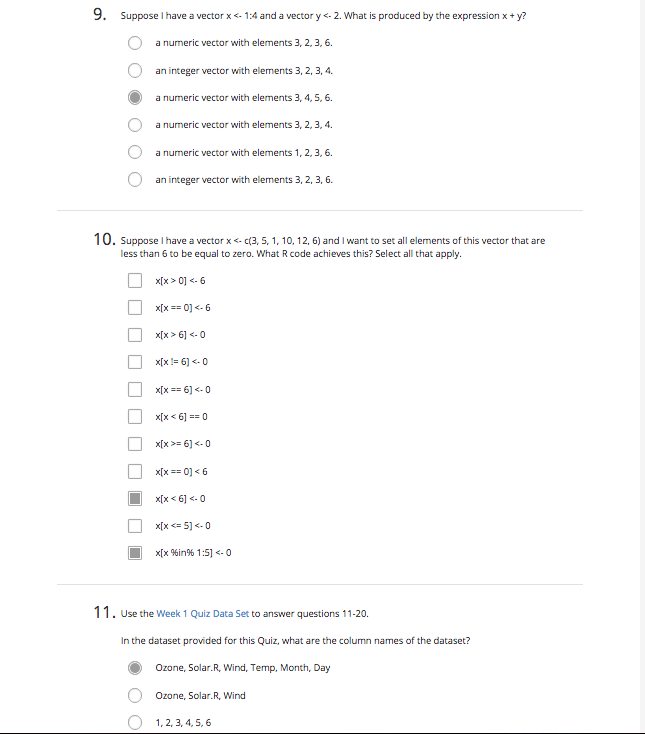 9. Suppose I have a vector x <- 1:4 and a vector y <- 2. What is produced by the expression x + y?
a numeric vector with elements 3, 2, 3, 6.
an integer vector with elements 3, 2, 3, 4.
a numeric vector with elements 3, 4, 5, 6.
a numeric vector with elements 3, 2, 3, 4.
a numeric vector with elements 1, 2, 3, 6.
an integer vector with elements 3, 2, 3, 6.
10. Suppose I have a vector x <- c(3, 5, 1, 10, 12, 6) and I want to set all elements of this vector that are
less than 6 to be equal to zero. What R code achieves this? Select all that apply.
x[x > 0] <- 6
x[x == 0] <- 6
x[x > 6] <- 0
x[x != 6] <- 0
x[x == 6] <- 0
x[x < 6] == 0
x[x >= 6] <- 0
x[x == 0] < 6
x[x < 6] <- 0
x[x <= 5] <- 0
x[x %in% 1:5] <- 0
11. Use the Week 1 Quiz Data Set to answer questions 11-20.
In the dataset provided for this Quiz, what are the column names of the dataset?
Ozone, Solar.R, Wind, Temp, Month, Day
Ozone, Solar.R, Wind
1, 2, 3, 4, 5, 6